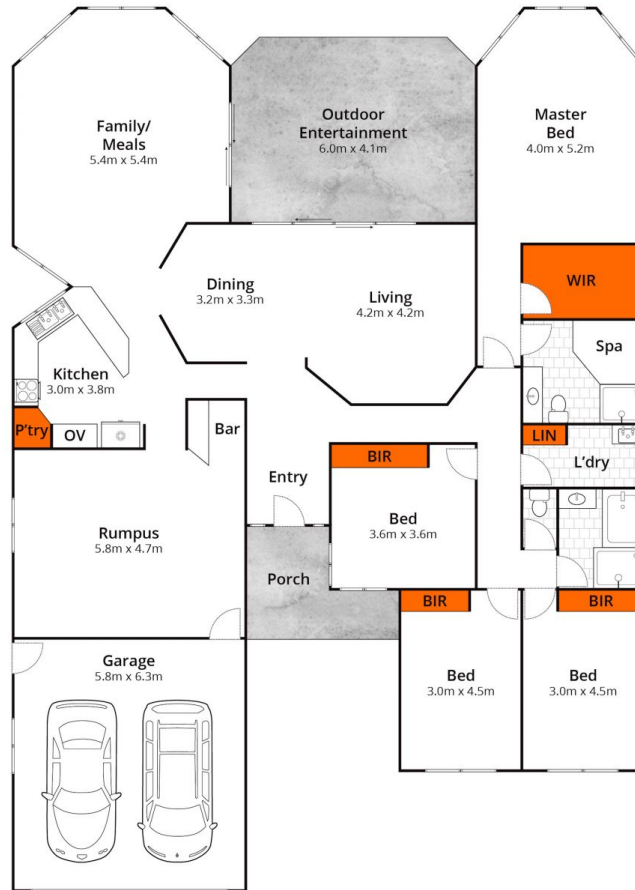 Family/
Meals
5.4m x 5.4m
Outdoor
Entertainment
6.0m x 4.1m
Master
Bed
4.0m x 5.2m
Dining
3.2m x 3.3m
Living
4.2m x 4.2m
WIR
Spa
Kitchen
3.0m x 3.8m
P'try
OV
Bar
LIN
L'dry
BIR
Entry
Bed
3.6m x 3.6m
Rumpus
5.8m x 4.7m
Porch
BIR
BIR
Garage
5.8m x 6.3m
Bed
3.0m x 4.5m
Bed
3.0m x 4.5m